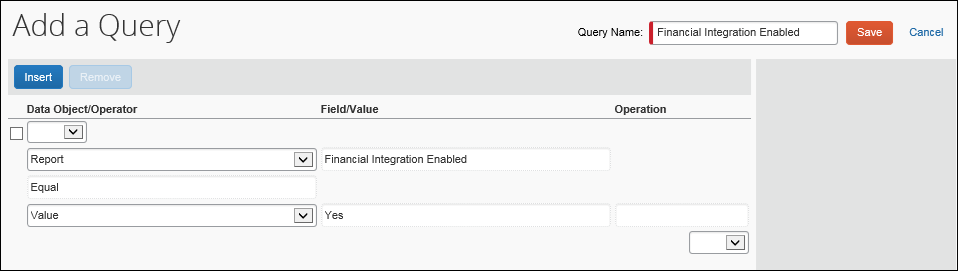 Add a Query
Query Name: Financial Integration Enabled Save Cancel
Insert Remove
Data Object/Operator Field/Value Operation
Report Financial Integration Enabled
Equal
Value Yes